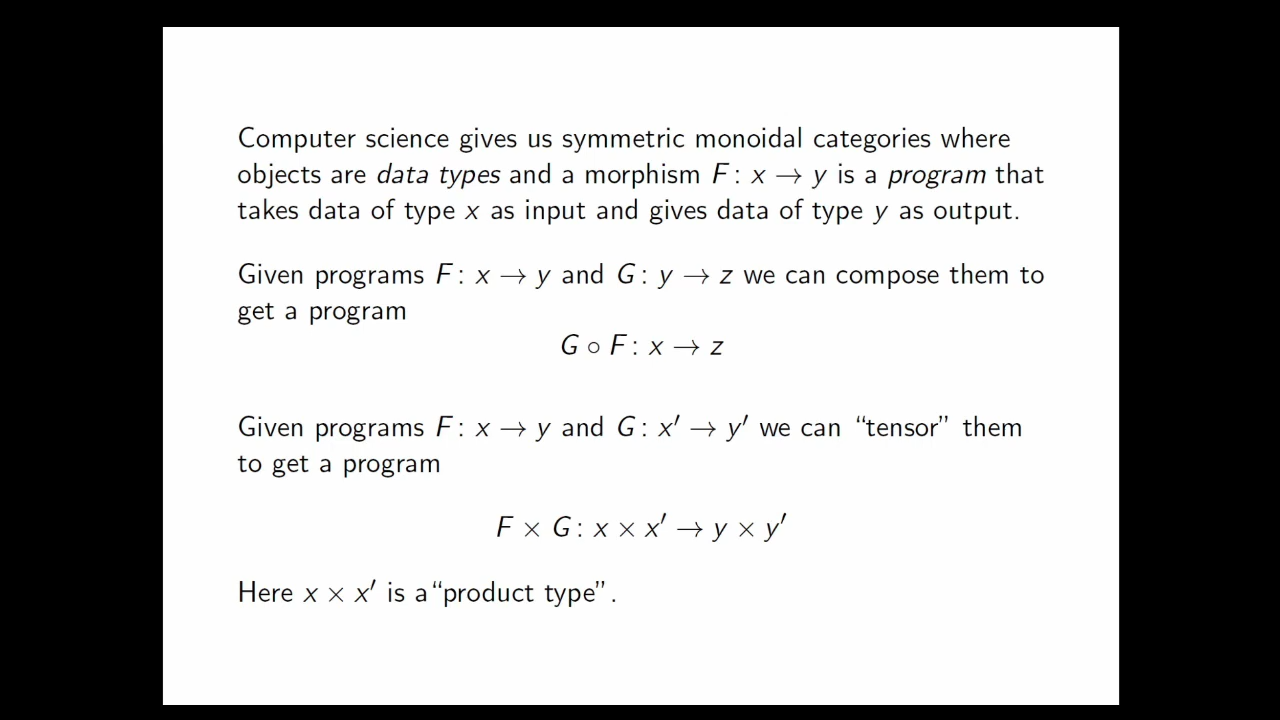 Computer science gives us symmetric monoidal categories where
objects are data types and a morphism F: x → y is a program that
takes data of type x as input and gives data of type y as output.
Given programs F: x → y and G: y → z we can compose them to
get a program
G ∘ F: x → z
Given programs F: x → y and G: x′ → y′ we can “tensor” them
to get a program
F × G: x × x′ → y × y′
Here x × x′ is a“product type”.